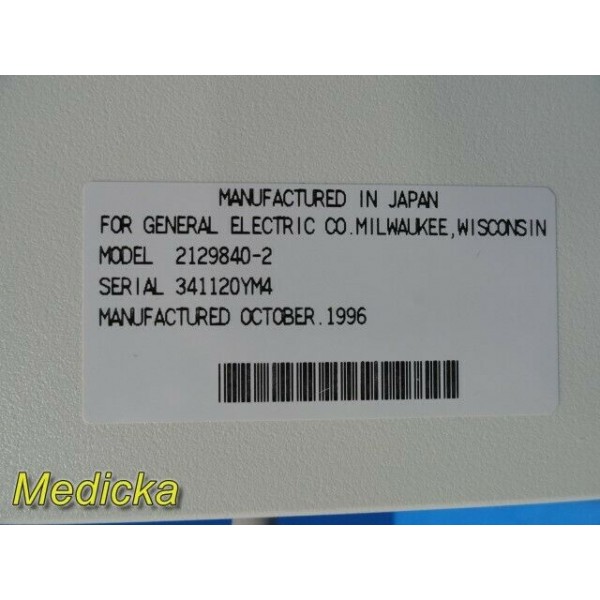 MANUFACTURED IN JAPAN
FOR GENERAL ELECTRIC CO.MILWAUKEE,WISCONSIN
MODEL 2129840-2
SERIAL 341120YM4
MANUFACTURED OCTOBER.1996
Medicka